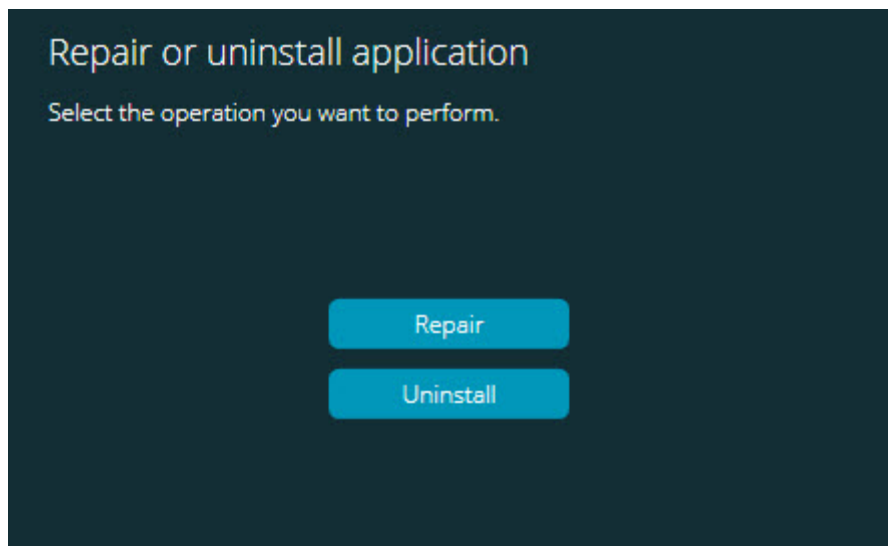 Repair or uninstall application
Select the operation you want to perform.
Repair
Uninstall